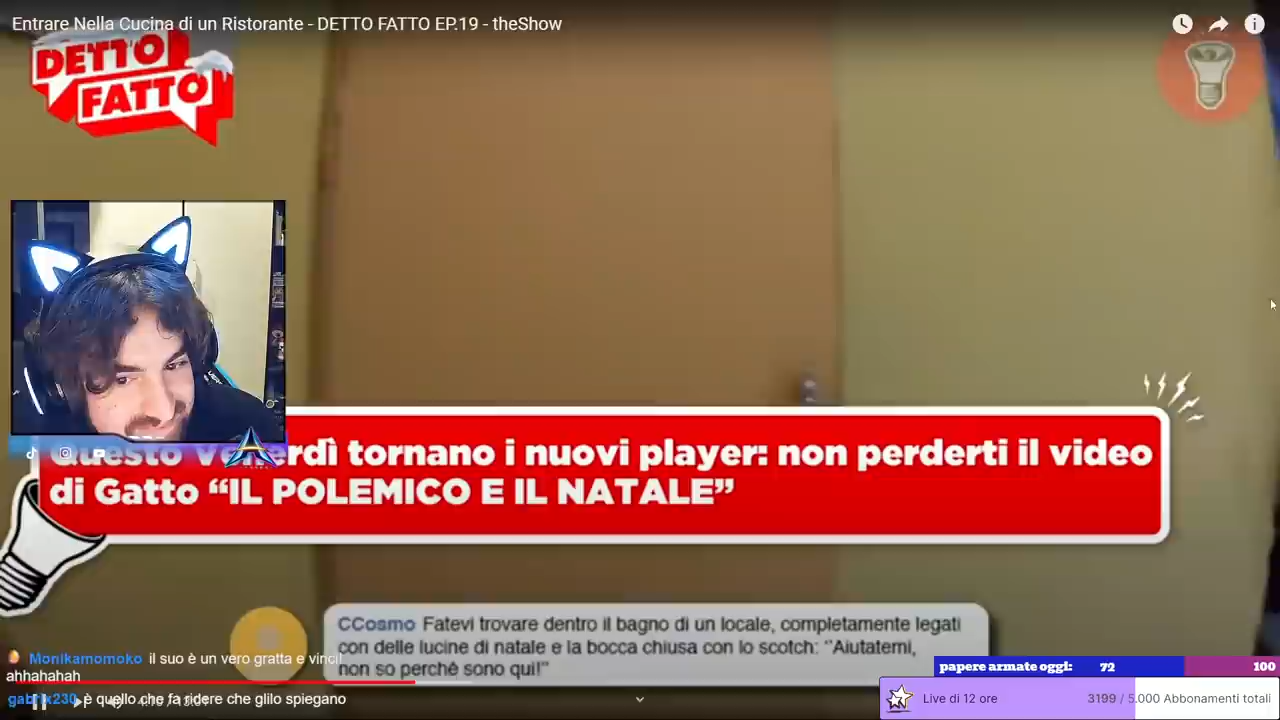 Entrare Nella Cucina di un Ristorante - DETTO FATTO EP.19 - theShow
DETTO
FATTO
Questo Venerdì tornano i nuovi player: non perderti il video
di Gatto “IL POLEMICO E IL NATALE”
CCosmo Fatevi trovare dentro il bagno di un locale, completamente legati
con delle lucine di natale e la bocca chiusa con lo scotch: "Aiutatemi,
non so perché sono qui!"
Monikamomoko il suo è un vero gratta e vinci!
ahhahahah
gabrix230 è quello che fa ridere che glilo spiegano
papere armate oggi: 72 100
Live di 12 ore 3199 / 5.000 Abbonamenti totali